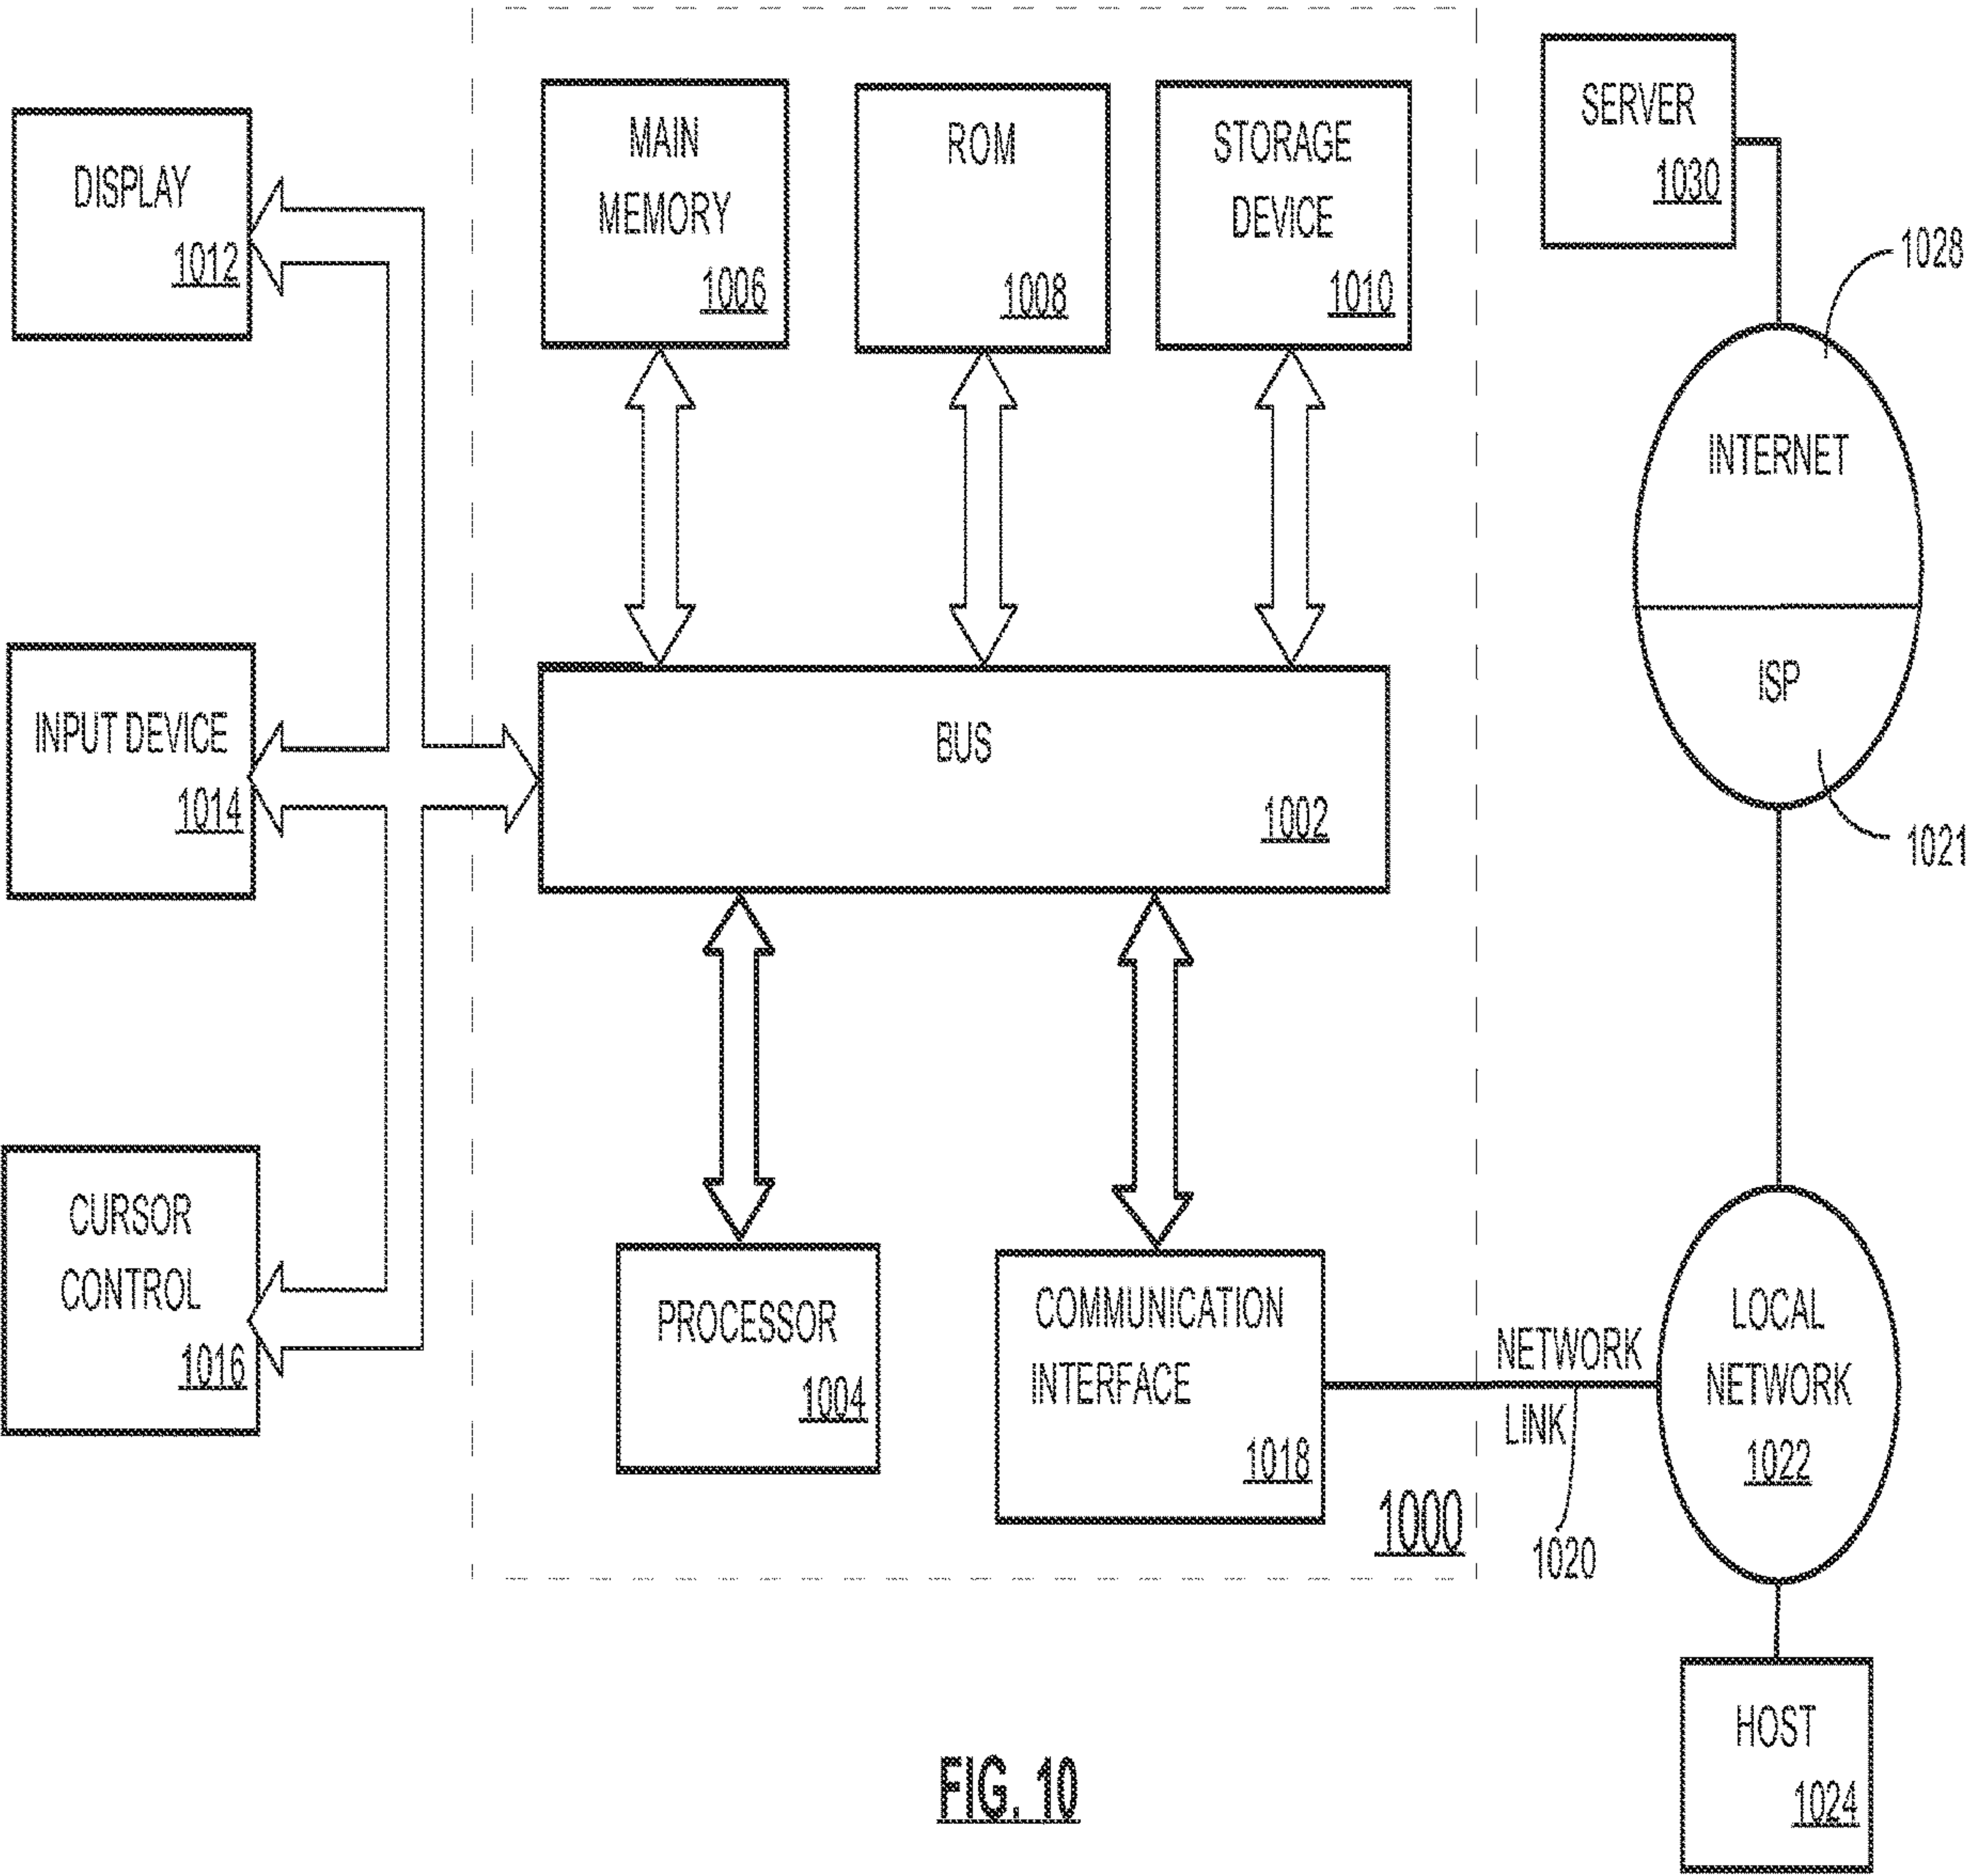 DISPLAY
1012
INPUT DEVICE
1014
CURSOR
CONTROL
1016
MAIN
MEMORY
1006
ROM
1008
STORAGE
DEVICE
1010
BUS
1002
PROCESSOR
1004
COMMUNICATION
INTERFACE
1018
1000
SERVER
1030
1028
INTERNET
ISP
1021
NETWORK
LINK
1020
LOCAL
NETWORK
1022
HOST
1024
FIG. 10